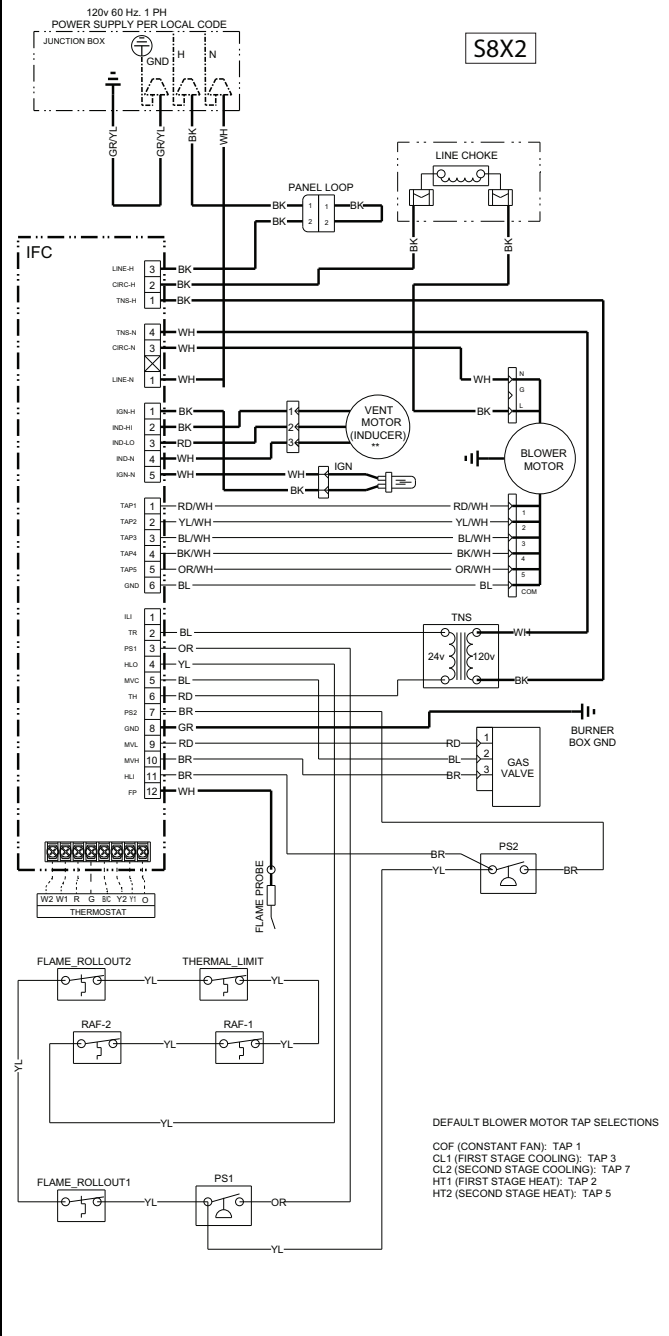 120v 60 Hz. 1 PH
POWER SUPPLY PER LOCAL CODE
JUNCTION BOX
GND
H
N
S8X2
GR/YL
GR/YL
BK
WH
LINE CHOKE
PANEL LOOP
BK 1 1 BK
BK 2 2
BK
BK
IFC
LINE-H 3 BK
CIRC-H 2 BK
TNS-H 1 BK
TNS-N 4 WH
CIRC-N 3 WH
LINE-N 1 WH
WH N
G
BK L
BLOWER
MOTOR
IGN-H 1 BK
IND-HI 2 BK
IND-LO 3 RD
IND-N 4 WH
IGN-N 5 WH
1
2
3
VENT
MOTOR
(INDUCER)
**
WH IGN
BK
TAP1 1 RD/WH RD/WH 1
TAP2 2 YL/WH YL/WH 2
TAP3 3 BL/WH BL/WH 3
TAP4 4 BK/WH BK/WH 4
TAP5 5 OR/WH OR/WH 5
GND 6 BL BL COM
ILI 1
TR 2 BL
PS1 3 OR
HLO 4 YL
MVC 5 BL
TH 6 RD
PS2 7 BR
GND 8 GR
MVL 9 RD
MVH 10 BR
HLI 11 BR
FP 12 WH
TNS
24v 120v
WH
BK
BURNER
BOX GND
RD 1
BL 2
BR 3
GAS
VALVE
PS2
BR
YL
BR
FLAME PROBE
W2 W1 R G B/C Y2 Y1 O
THERMOSTAT
FLAME_ROLLOUT2
THERMAL_LIMIT
YL
YL
RAF-2
RAF-1
YL
YL
YL
YL
FLAME_ROLLOUT1
PS1
YL
OR
YL
DEFAULT BLOWER MOTOR TAP SELECTIONS
COF (CONSTANT FAN): TAP 1
CL1 (FIRST STAGE COOLING): TAP 3
CL2 (SECOND STAGE COOLING): TAP 7
HT1 (FIRST STAGE HEAT): TAP 2
HT2 (SECOND STAGE HEAT): TAP 5